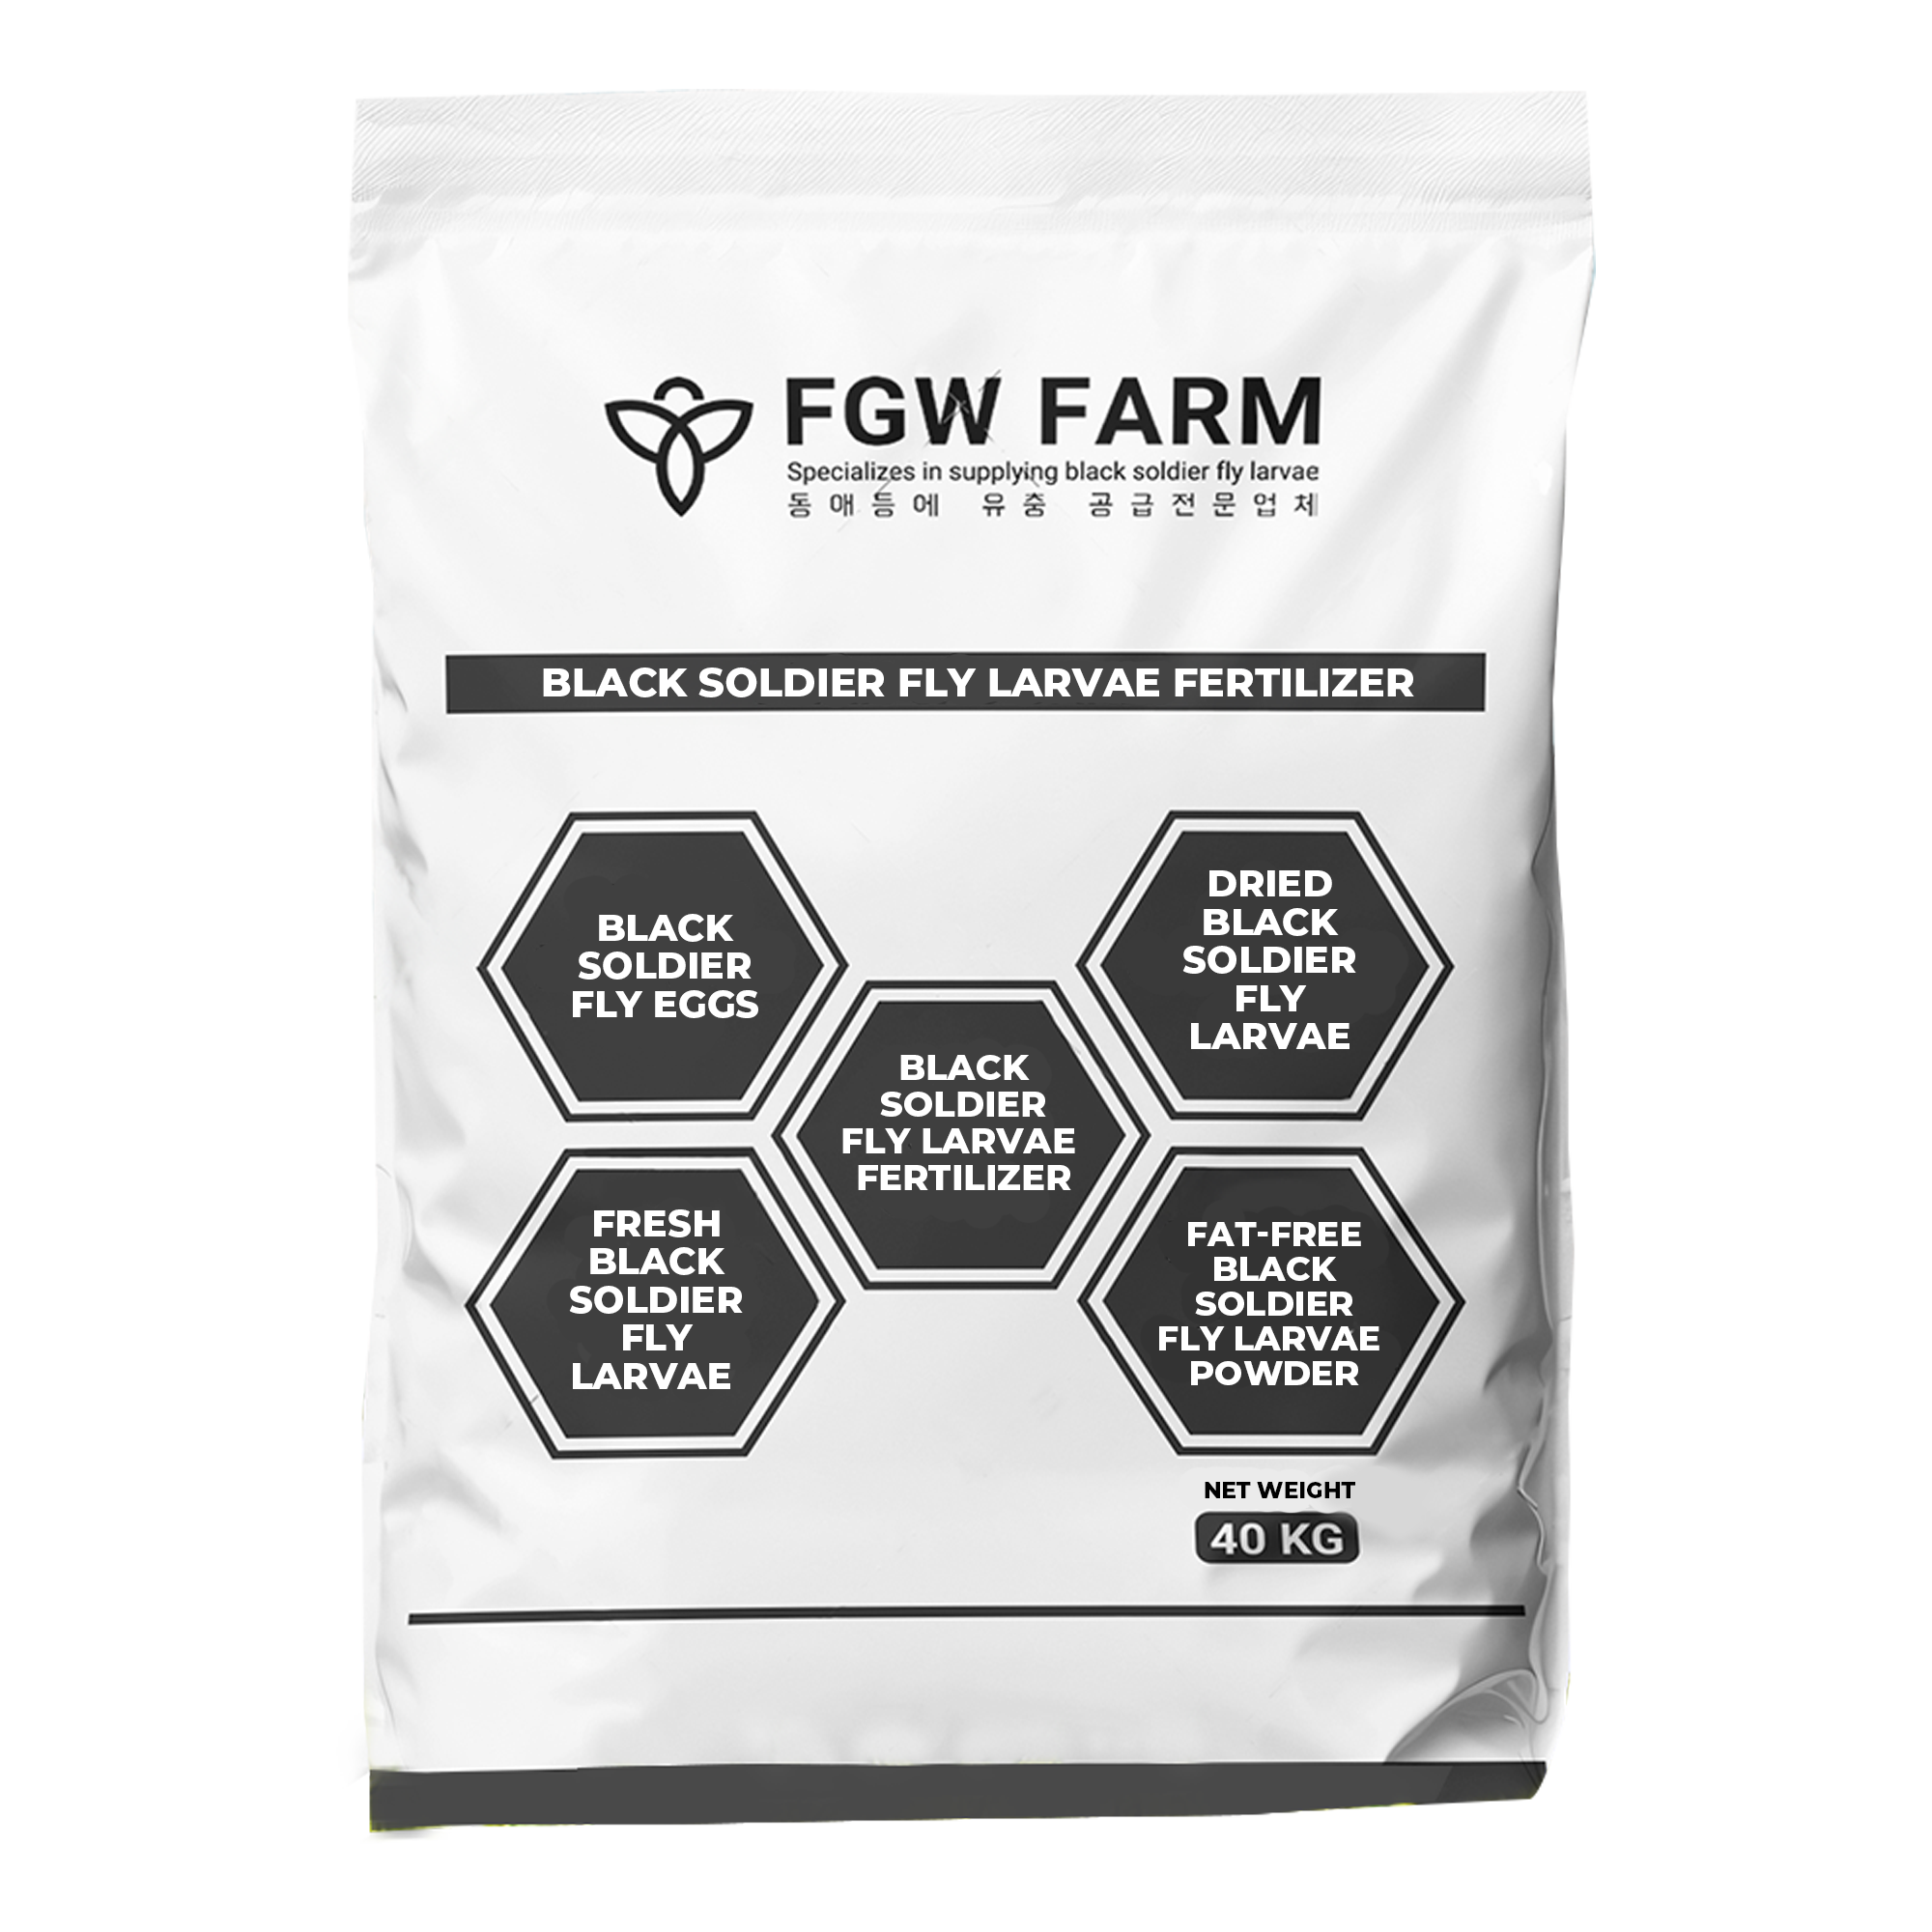 FGW FARM
Specializes in supplying black soldier fly larvae
동애등에 유충 공급전문업체
BLACK SOLDIER FLY LARVAE FERTILIZER
BLACK
SOLDIER
FLY EGGS
DRIED
BLACK
SOLDIER
FLY
LARVAE
BLACK
SOLDIER
FLY LARVAE
FERTILIZER
FRESH
BLACK
SOLDIER
FLY
LARVAE
FAT-FREE
BLACK
SOLDIER
FLY LARVAE
POWDER
NET WEIGHT
40 KG